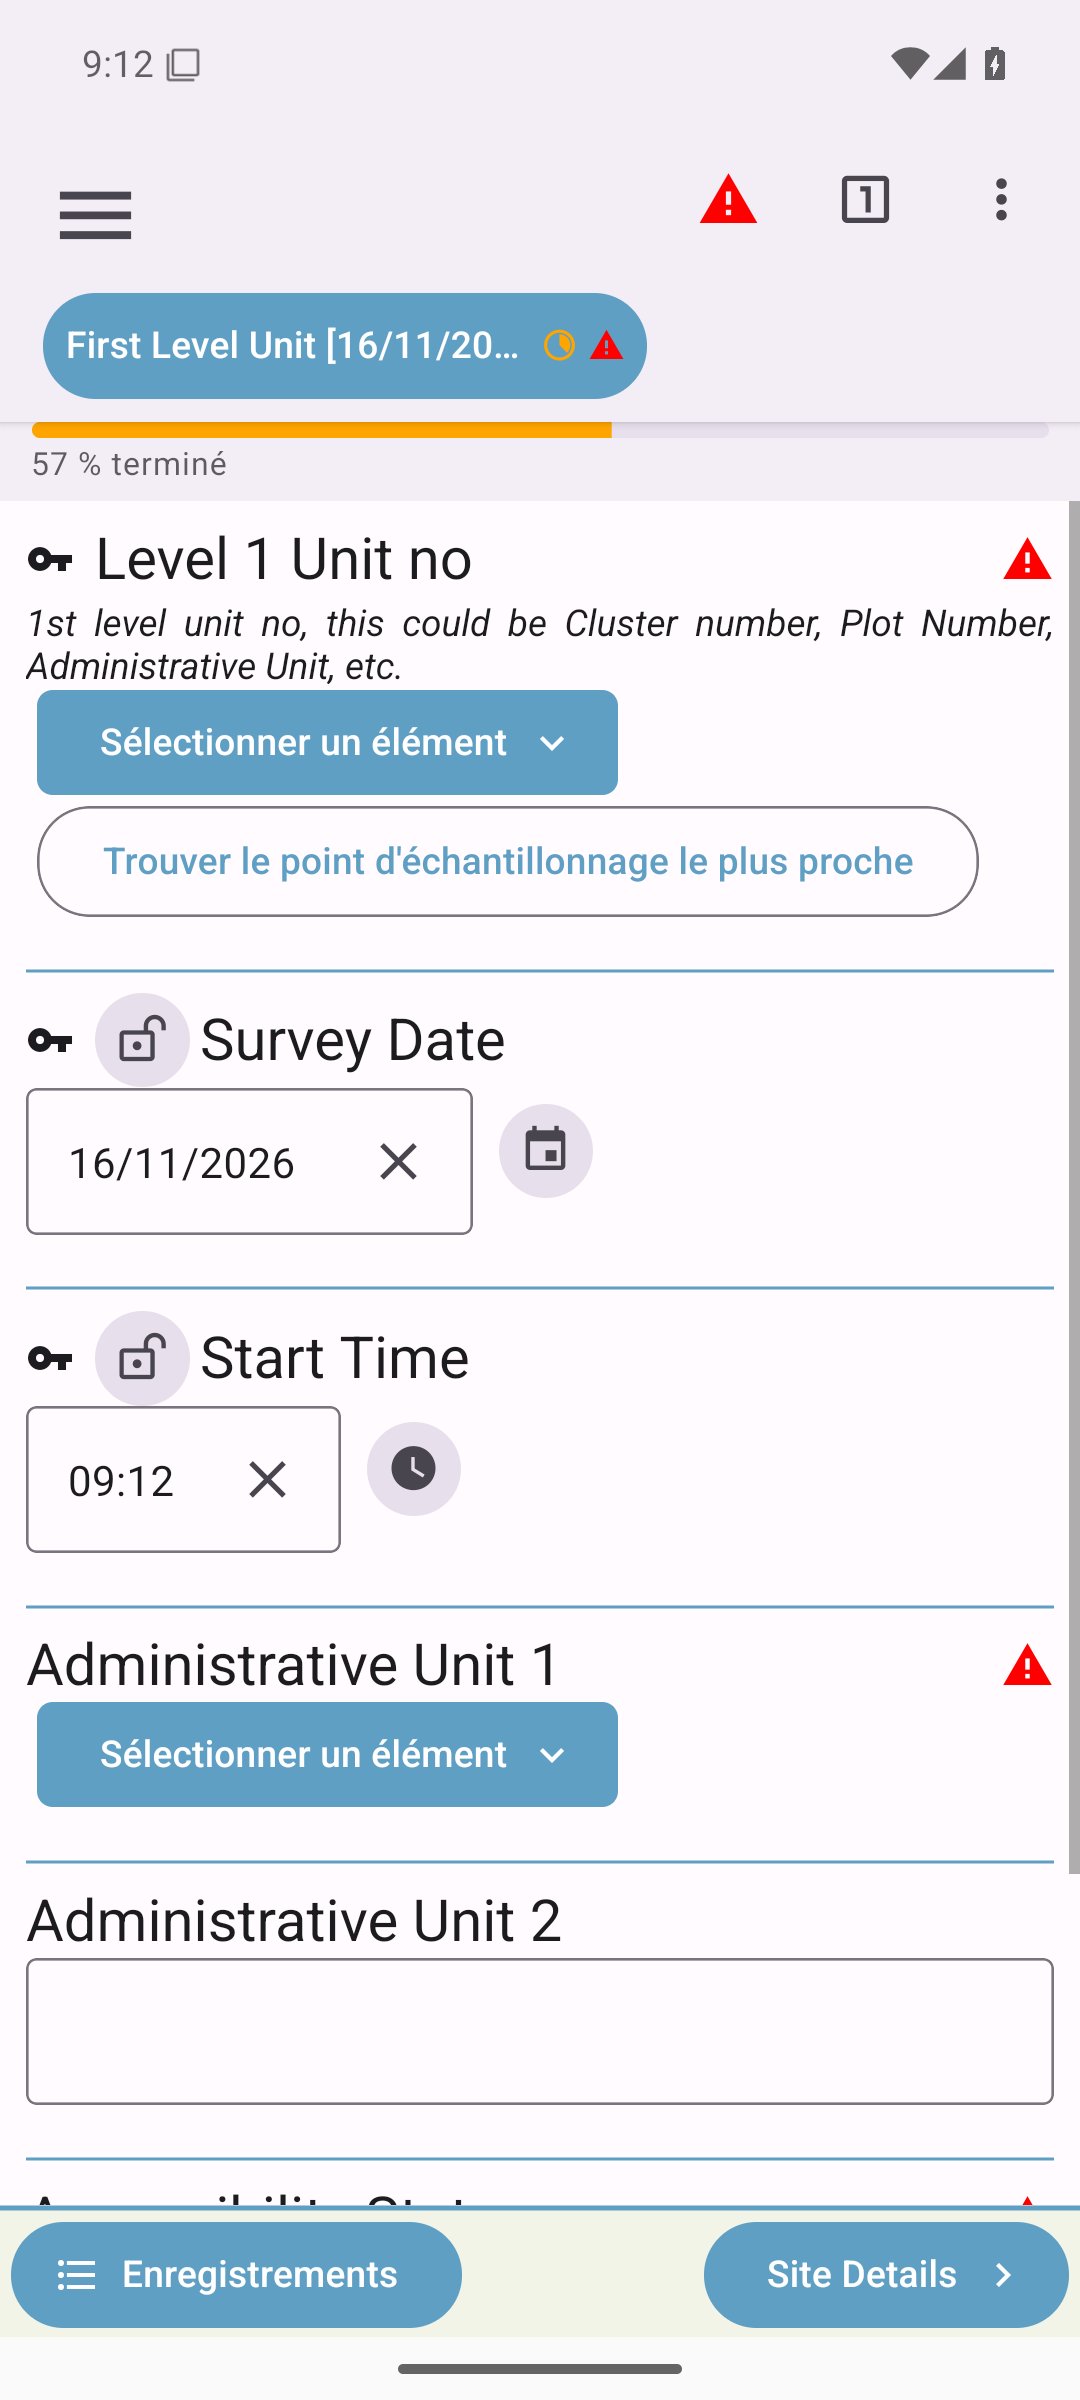 9:12
1
First Level Unit [16/11/20...
57 % terminé
Level 1 Unit no
1st level unit no, this could be Cluster number, Plot Number,
Administrative Unit, etc.
Sélectionner un élément
Trouver le point d'échantillonnage le plus proche
Survey Date
16/11/2026
Start Time
09:12
Administrative Unit 1
Sélectionner un élément
Administrative Unit 2
Enregistrements
Site Details